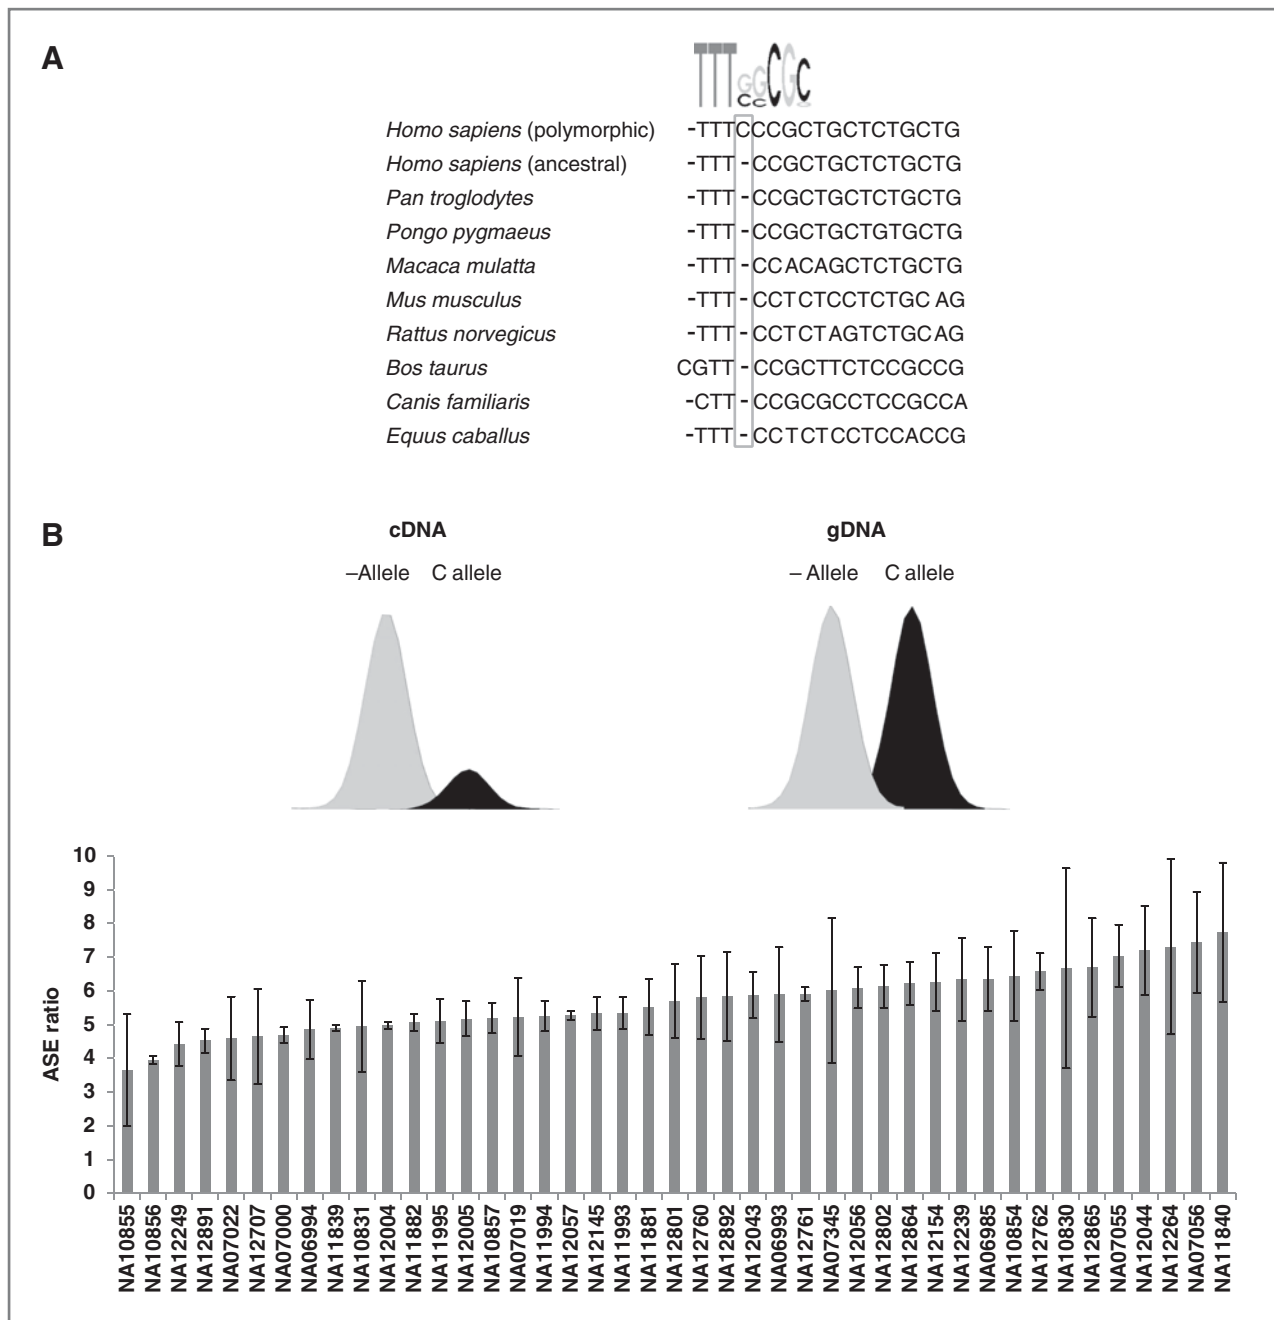 A
TTTGGCGC
CC
Homo sapiens (polymorphic) -TTTCCCGCTGCTCTGCTG
Homo sapiens (ancestral) -TTT-CCGCTGCTCTGCTG
Pan troglodytes -TTT-CCGCTGCTCTGCTG
Pongo pygmaeus -TTT-CCGCTGCTGTGCTG
Macaca mulatta -TTT-CCACAGCTCTGCTG
Mus musculus -TTT-CCTCTCCTCTGCAG
Rattus norvegicus -TTT-CCTCTAGTCTGCAG
Bos taurus CGTT-CCGCTTCTCCGCCG
Canis familiaris -CTT-CCGCGCCTCCGCCA
Equus caballus -TTT-CCTCTCCTCCACCG
B
cDNA gDNA
–Allele C allele – Allele C allele
10
9
8
7
6
5
4
3
2
1
0
ASE ratio
NA10855
NA10856
NA12249
NA12891
NA07022
NA12707
NA07000
NA06994
NA11839
NA10831
NA12004
NA11882
NA11995
NA12005
NA10857
NA07019
NA11994
NA12057
NA12145
NA11993
NA11881
NA12801
NA12760
NA12892
NA12043
NA06993
NA12761
NA07345
NA12056
NA12802
NA12864
NA12154
NA12239
NA06985
NA10854
NA12762
NA10830
NA12865
NA07055
NA12044
NA12264
NA07056
NA11840